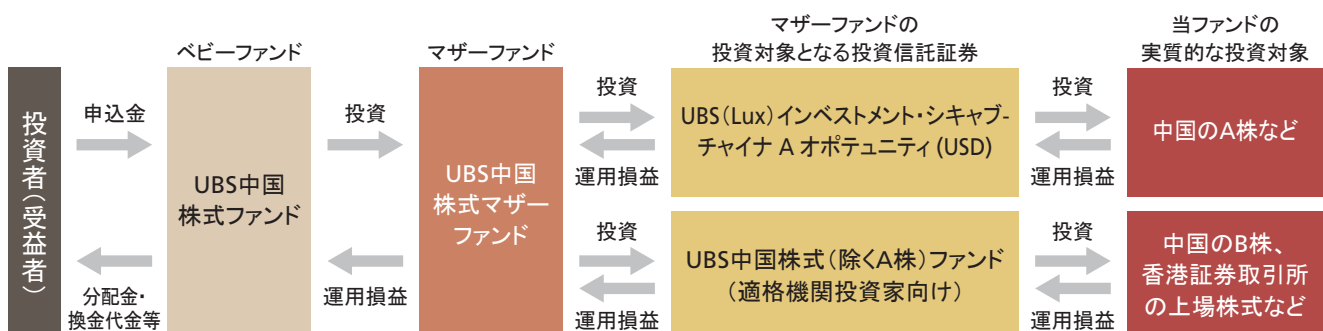 投資者（受益者）
申込金
分配金・
換金代金等
ベビーファンド
UBS中国
株式ファンド
投資
運用損益
マザーファンド
UBS中国
株式マザー
ファンド
投資
運用損益
投資
運用損益
マザーファンドの
投資対象となる投資信託証券
UBS（Lux）インベストメント・シキャブ-
チャイナ A オポテュニティ (USD)
UBS中国株式（除くA株）ファンド
（適格機関投資家向け）
投資
運用損益
投資
運用損益
当ファンドの
実質的な投資対象
中国のA株など
中国のB株、
香港証券取引所
の上場株式など